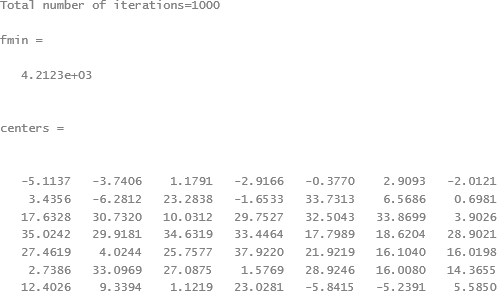 Total number of iterations=1000
fmin =
4.2123e+03
centers =
-5.1137 -3.7406 1.1791 -2.9166 -0.3770 2.9093 -2.0121
3.4356 -6.2812 23.2838 -1.6533 33.7313 6.5686 0.6981
17.6328 30.7320 10.0312 29.7527 32.5043 33.8699 3.9026
35.0242 29.9181 34.6319 33.4464 17.7989 18.6204 28.9021
27.4619 4.0244 25.7577 37.9220 21.9219 16.1040 16.0198
2.7386 33.0969 27.0875 1.5769 28.9246 16.0080 14.3655
12.4026 9.3394 1.1219 23.0281 -5.8415 -5.2391 5.5850